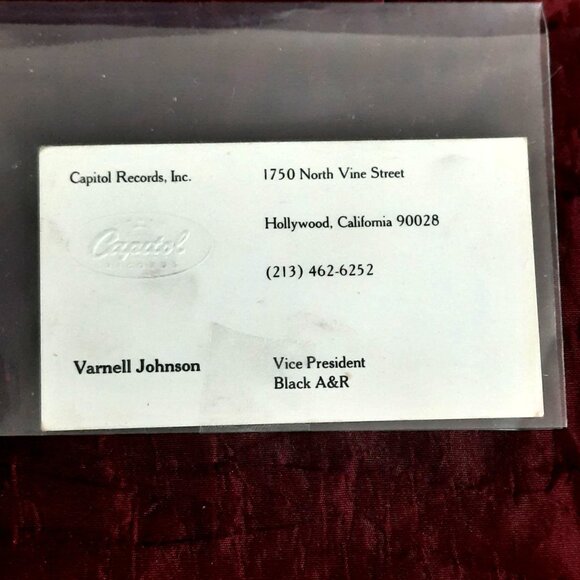 Capitol Records, Inc.
1750 North Vine Street
Hollywood, California 90028
(213) 462-6252
Capitol
RECORDS
Varnell Johnson
Vice President
Black A&R